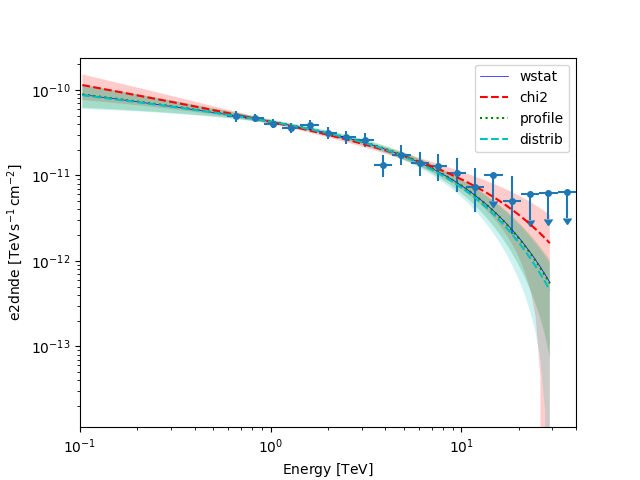 wstat
chi2
profile
distrib
10⁻¹⁰
10⁻¹¹
10⁻¹²
10⁻¹³
e2dnde [TeV s⁻¹ cm⁻²]
10⁻¹ 10⁰ 10¹
Energy [TeV]